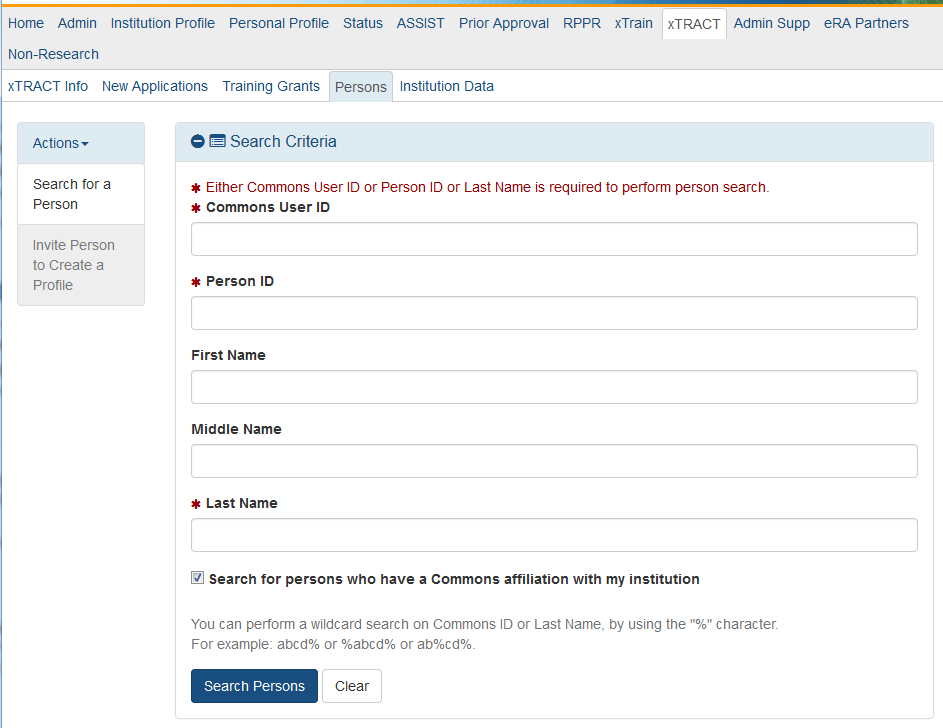 Home Admin Institution Profile Personal Profile Status ASSIST Prior Approval RPPR xTrain xTRACT Admin Supp eRA Partners
Non-Research
xTRACT Info New Applications Training Grants Persons Institution Data
Actions
Search for a
Person
Invite Person
to Create a
Profile
Search Criteria
✱ Either Commons User ID or Person ID or Last Name is required to perform person search.
✱ Commons User ID
✱ Person ID
First Name
Middle Name
✱ Last Name
Search for persons who have a Commons affiliation with my institution
You can perform a wildcard search on Commons ID or Last Name, by using the "%" character.
For example: abcd% or %abcd% or ab%cd%.
Search Persons Clear